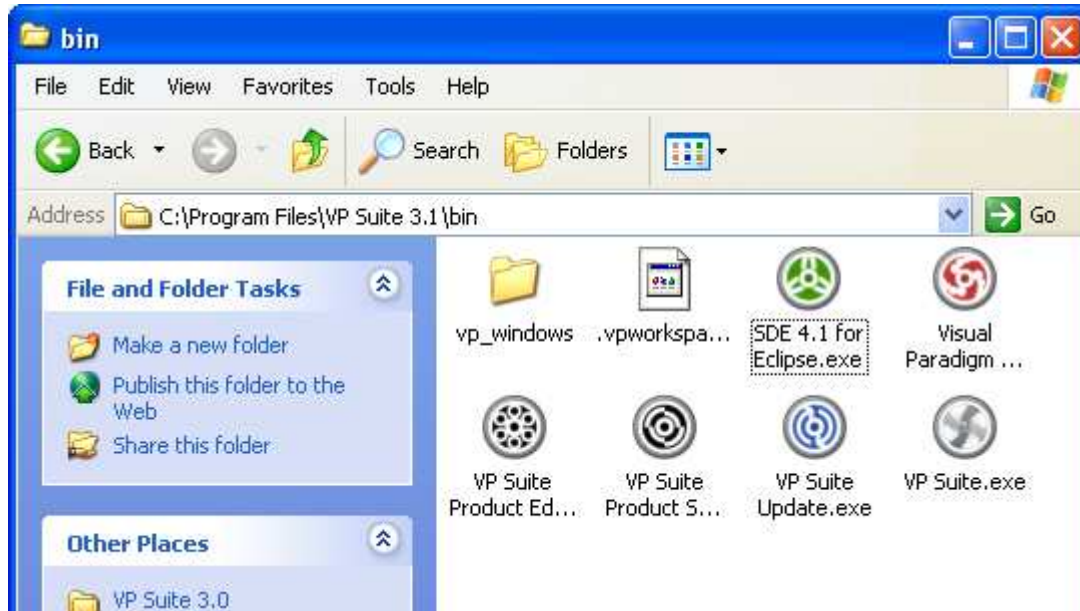 bin
File Edit View Favorites Tools Help
Back Search Folders
Address C:\Program Files\VP Suite 3.1\bin Go
File and Folder Tasks
Make a new folder
Publish this folder to the
Web
Share this folder
Other Places
VP Suite 3.0
vp_windows .vpworkspa... SDE 4.1 for Visual
Eclipse.exe Paradigm ...
VP Suite VP Suite VP Suite VP Suite.exe
Product Ed... Product S... Update.exe